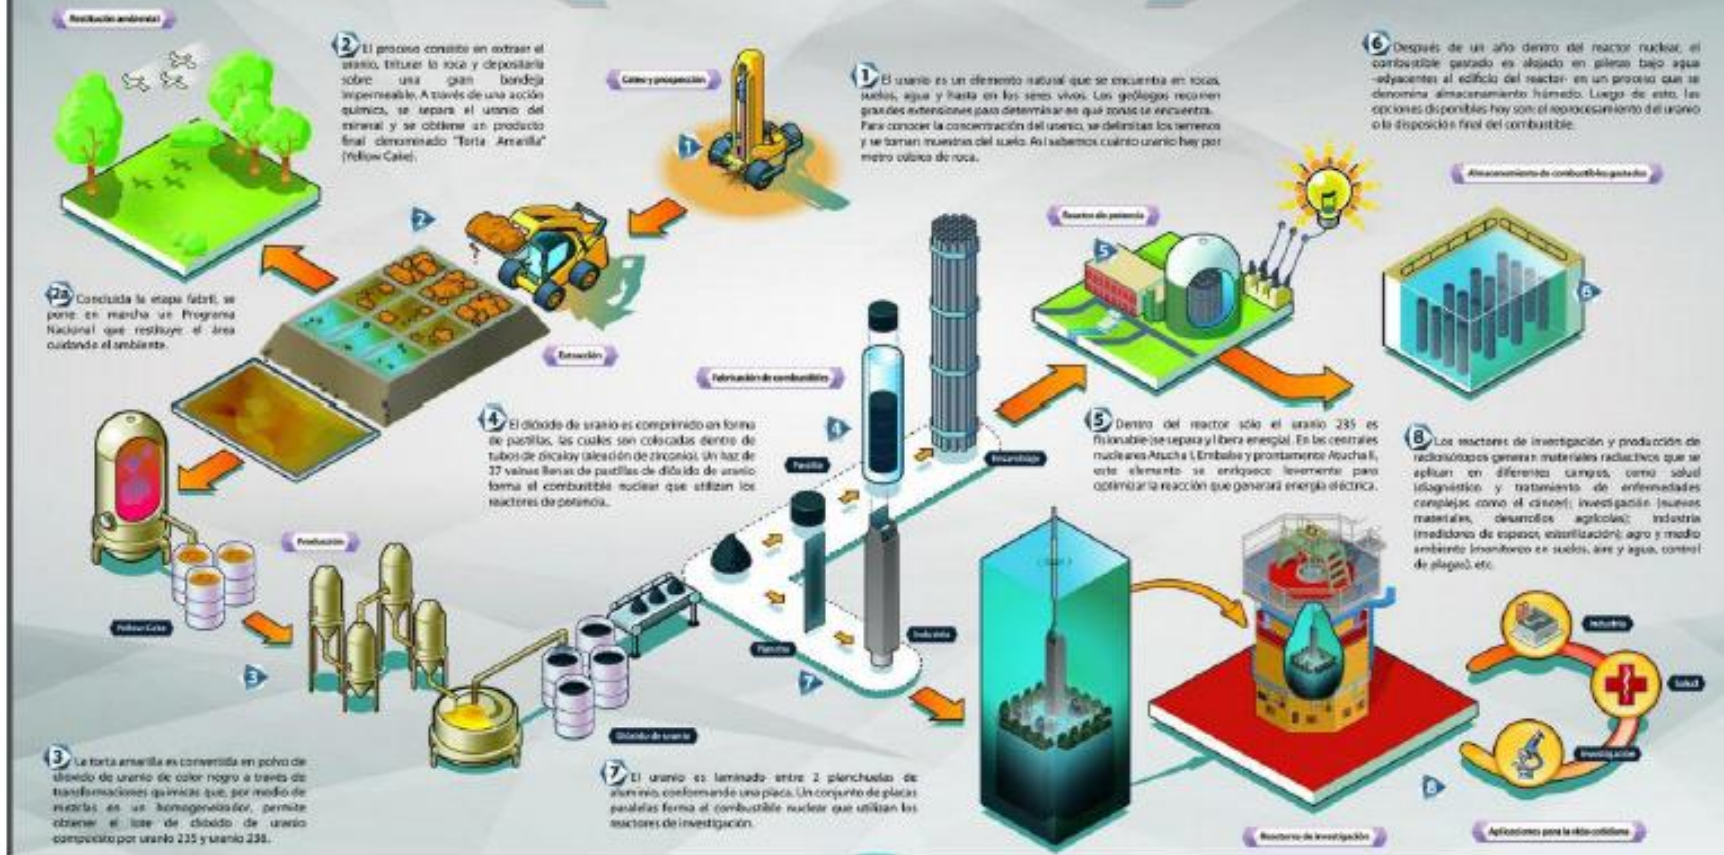 Restitución ambiental
2 El proceso consiste en extraer el
uranio, triturar la roca y depositarla
sobre una gran bandeja
impermeable. A través de una acción
química, se separa el uranio del
mineral y se obtiene un producto
final denominado "Torta Amarilla"
(Yellow Cake).
Cateo y prospección
1 El uranio es un elemento natural que se encuentra en rocas,
suelos, agua y hasta en los seres vivos. Los geólogos recorren
grandes extensiones para determinar en qué zonas se encuentra.
Para conocer la concentración del uranio, se delimitan los terrenos
y se toman muestras del suelo. Así sabemos cuánto uranio hay por
metro cúbico de roca.
6 Después de un año dentro del reactor nuclear, el
combustible gastado es alojado en piletas bajo agua
-adyacentes al edificio del reactor- en un proceso que se
denomina almacenamiento húmedo. Luego de esto, las
opciones disponibles hoy son: el reprocesamiento del uranio
o la disposición final del combustible.
1
2
Reactor de potencia
5
Almacenamiento de combustibles gastados
6
2a Concluida la etapa fabril, se
pone en marcha un Programa
Nacional que restituye el área
cuidando el ambiente.
Extracción
Fabricación de combustibles
4 El dióxido de uranio es comprimido en forma
de pastillas, las cuales son colocadas dentro de
tubos de zircaloy (aleación de zirconio). Un haz de
37 vainas llenas de pastillas de dióxido de uranio
forma el combustible nuclear que utilizan los
reactores de potencia.
4
Pastilla
Ensamblaje
5 Dentro del reactor sólo el uranio 235 es
fisionable (se separa y libera energía). En las centrales
nucleares Atucha I, Embalse y prontamente Atucha II,
este elemento se enriquece levemente para
optimizar la reacción que generará energía eléctrica.
8 Los reactores de investigación y producción de
radioisótopos generan materiales radiactivos que se
aplican en diferentes campos, como salud
(diagnóstico y tratamiento de enfermedades
complejas como el cáncer); investigación (nuevos
materiales, desarrollos agrícolas); industria
(medidores de espesor, esterilización); agro y medio
ambiente (monitoreo en suelos, aire y agua, control
de plagas), etc.
Producción
Yellow Cake
3
Dióxido de uranio
Plancha
7
Industria
Salud
Investigación
8
3 La torta amarilla es convertida en polvo de
dióxido de uranio de color negro a través de
transformaciones químicas que, por medio de
mezclas en un homogeneizador, permite
obtener el lote de dióxido de uranio
compuesto por uranio 235 y uranio 238.
7 El uranio es laminado entre 2 planchuelas de
aluminio, conformando una placa. Un conjunto de placas
paralelas forma el combustible nuclear que utilizan los
reactores de investigación.
Reactores de investigación
Aplicaciones para la vida cotidiana